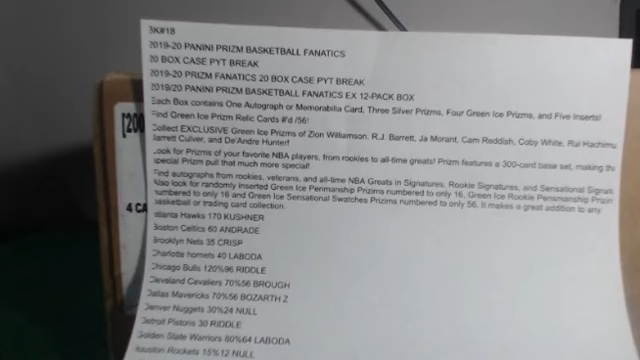 3K#18
2019-20 PANINI PRIZM BASKETBALL FANATICS
20 BOX CASE PYT BREAK
2019-20 PRIZM FANATICS 20 BOX CASE PYT BREAK
2019/20 PANINI PRIZM BASKETBALL FANATICS EX 12-PACK BOX
Each Box contains One Autograph or Memorabilia Card, Three Silver Prizms, Four Green Ice Prizms, and Five Inserts!
Find Green Ice Prizm Relic Cards #'d /56!
Collect EXCLUSIVE Green Ice Prizms of Zion Williamson, R.J. Barrett, Ja Morant, Cam Reddish, Coby White, Rui Hachimu
Jarrett Culver, and De'Andre Hunter!
Look for Prizms of your favorite NBA players, from rookies to all-time greats! Prizm features a 300-card base set, making thi
special Prizm pull that much more special!
Find autographs from rookies, veterans, and all-time NBA Greats in Signatures, Rookie Signatures, and Sensational Signat
Also look for randomly inserted Green Ice Penmanship Prizms numbered to only 16, Green Ice Rookie Penmanship Prizm
numbered to only 16 and Green Ice Sensational Swatches Prizms numbered to only 56. It makes a great addition to any
basketball or trading card collection.
Atlanta Hawks 170 KUSHNER
Boston Celtics 60 ANDRADE
Brooklyn Nets 35 CRISP
Charlotte hornets 40 LABODA
Chicago Bulls 120%96 RIDDLE
Cleveland Cavaliers 70%56 BROUGH
Dallas Mavericks 70%56 BOZARTH Z
Denver Nuggets 30%24 NULL
Detroit Pistons 30 RIDDLE
Golden State Warriors 80%64 LABODA
Houston Rockets 15%12 NULL
[200
4 CA